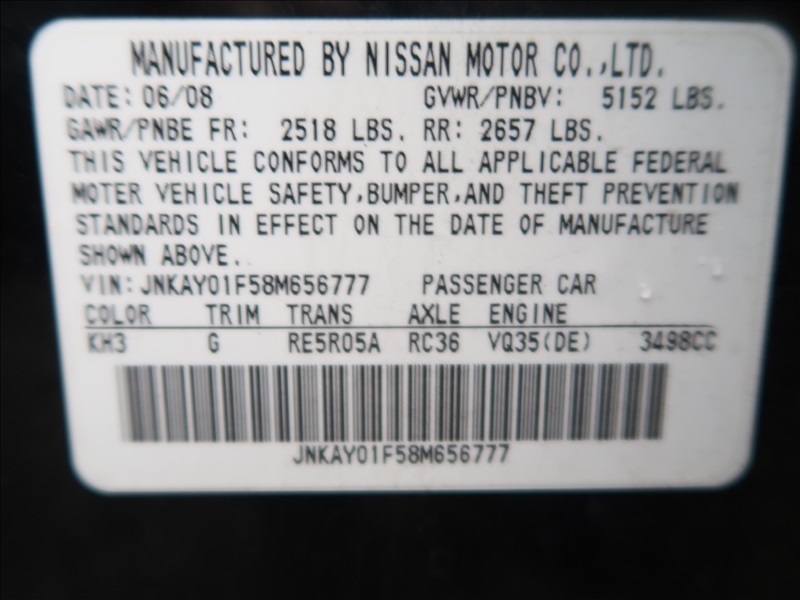 MANUFACTURED BY NISSAN MOTOR CO.,LTD.
DATE: 06/08 GVWR/PNBV: 5152 LBS.
GAWR/PNBE FR: 2518 LBS. RR: 2657 LBS.
THIS VEHICLE CONFORMS TO ALL APPLICABLE FEDERAL
MOTER VEHICLE SAFETY,BUMPER,AND THEFT PREVENTION
STANDARDS IN EFFECT ON THE DATE OF MANUFACTURE
SHOWN ABOVE.
VIN: JNKAY01F58M656777 PASSENGER CAR
COLOR TRIM TRANS AXLE ENGINE
KH3 G RE5R05A RC36 VQ35(DE) 3498CC
JNKAY01F58M656777